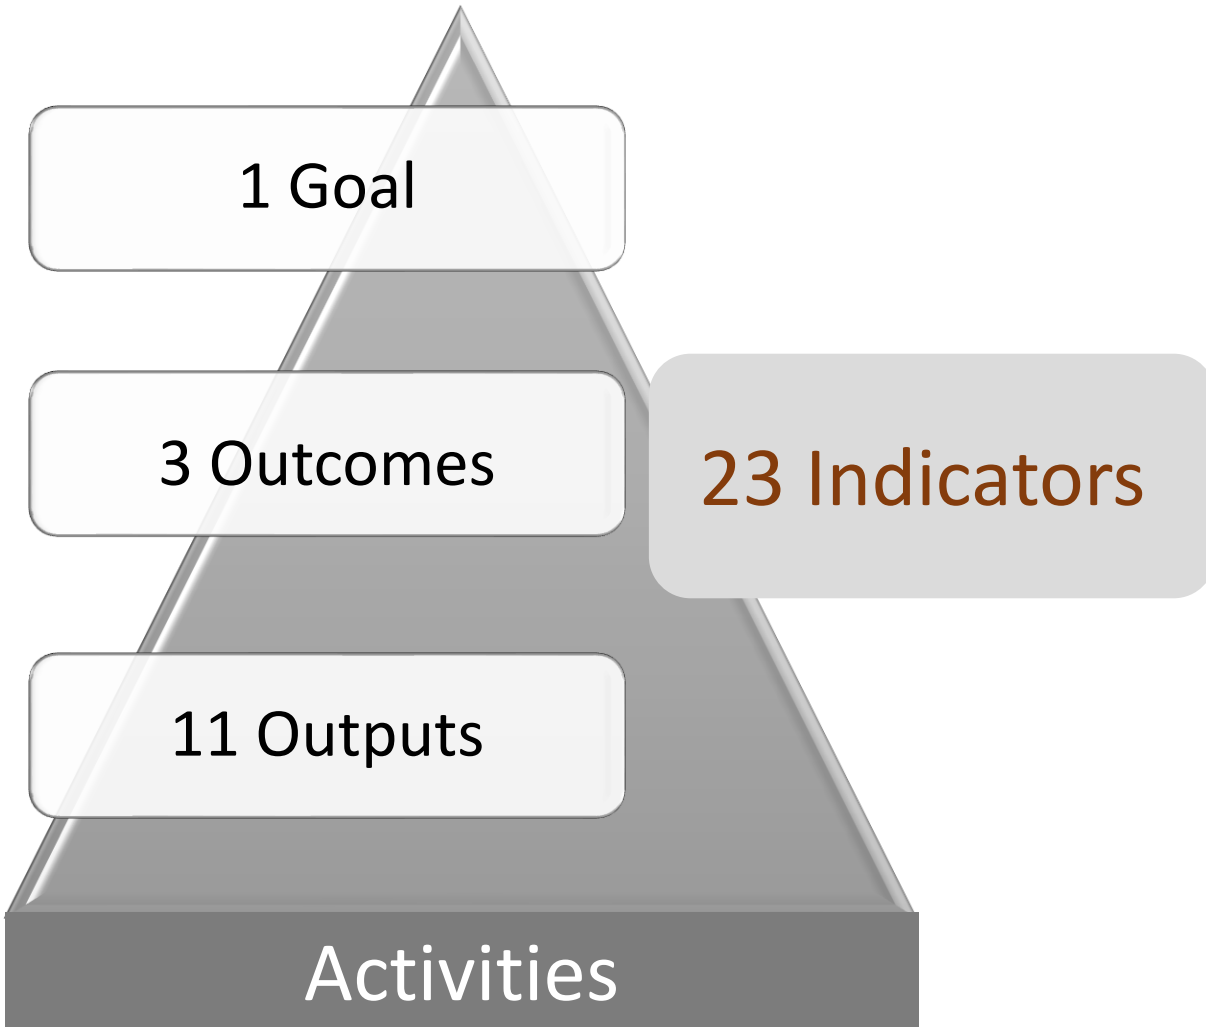 1 Goal
3 Outcomes
23 Indicators
11 Outputs
Activities